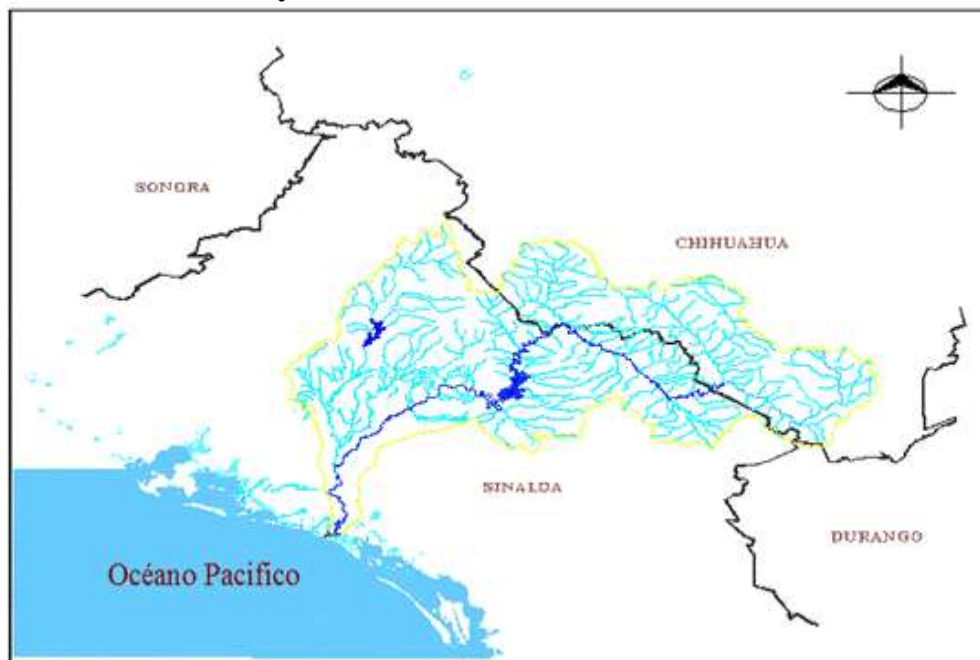 SONORA
CHIHUAHUA
SINALOA
DURANGO
Océano Pacifico